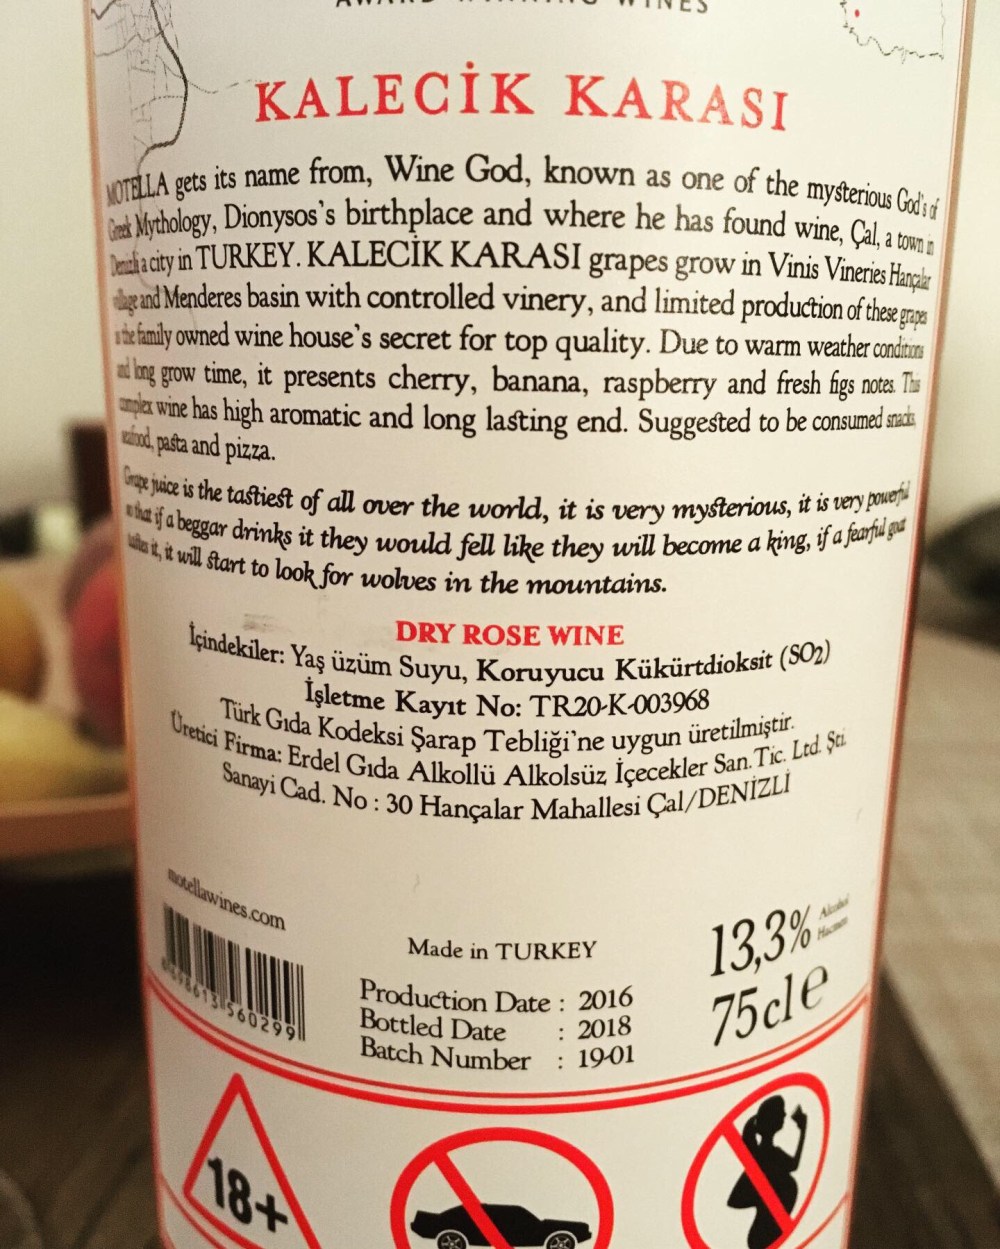 AWARD WINNING WINES
KALECİK KARASI
MOTELLA gets its name from, Wine God, known as one of the mysterious God's of
Greek Mythology, Dionysos's birthplace and where he has found wine, Çal, a town in
Denizli a city in TURKEY. KALECİK KARASI grapes grow in Vinis Vineries Hançalar
village and Menderes basin with controlled vinery, and limited production of these grapes
is the family owned wine house's secret for top quality. Due to warm weather conditions
and long grow time, it presents cherry, banana, raspberry and fresh figs notes. This
complex wine has high aromatic and long lasting end. Suggested to be consumed snacks,
seafood, pasta and pizza.
Grape juice is the tastiest of all over the world, it is very mysterious, it is very powerful
so that if a beggar drinks it they would fell like they will become a king, if a fearful goat
tastes it, it will start to look for wolves in the mountains.
DRY ROSE WINE
İçindekiler: Yaş üzüm Suyu, Koruyucu Kükürtdioksit (SO2)
İşletme Kayıt No: TR20-K-003968
Türk Gıda Kodeksi Şarap Tebliği'ne uygun üretilmiştir.
Üretici Firma: Erdel Gıda Alkollü Alkolsüz İçecekler San.Tic. Ltd. Şti.
Sanayi Cad. No : 30 Hançalar Mahallesi Çal/DENİZLİ
motellawines.com
613 560299
Made in TURKEY
Production Date : 2016
Bottled Date : 2018
Batch Number : 19-01
13,3% Alkol
Hacmen
75cl e
18+